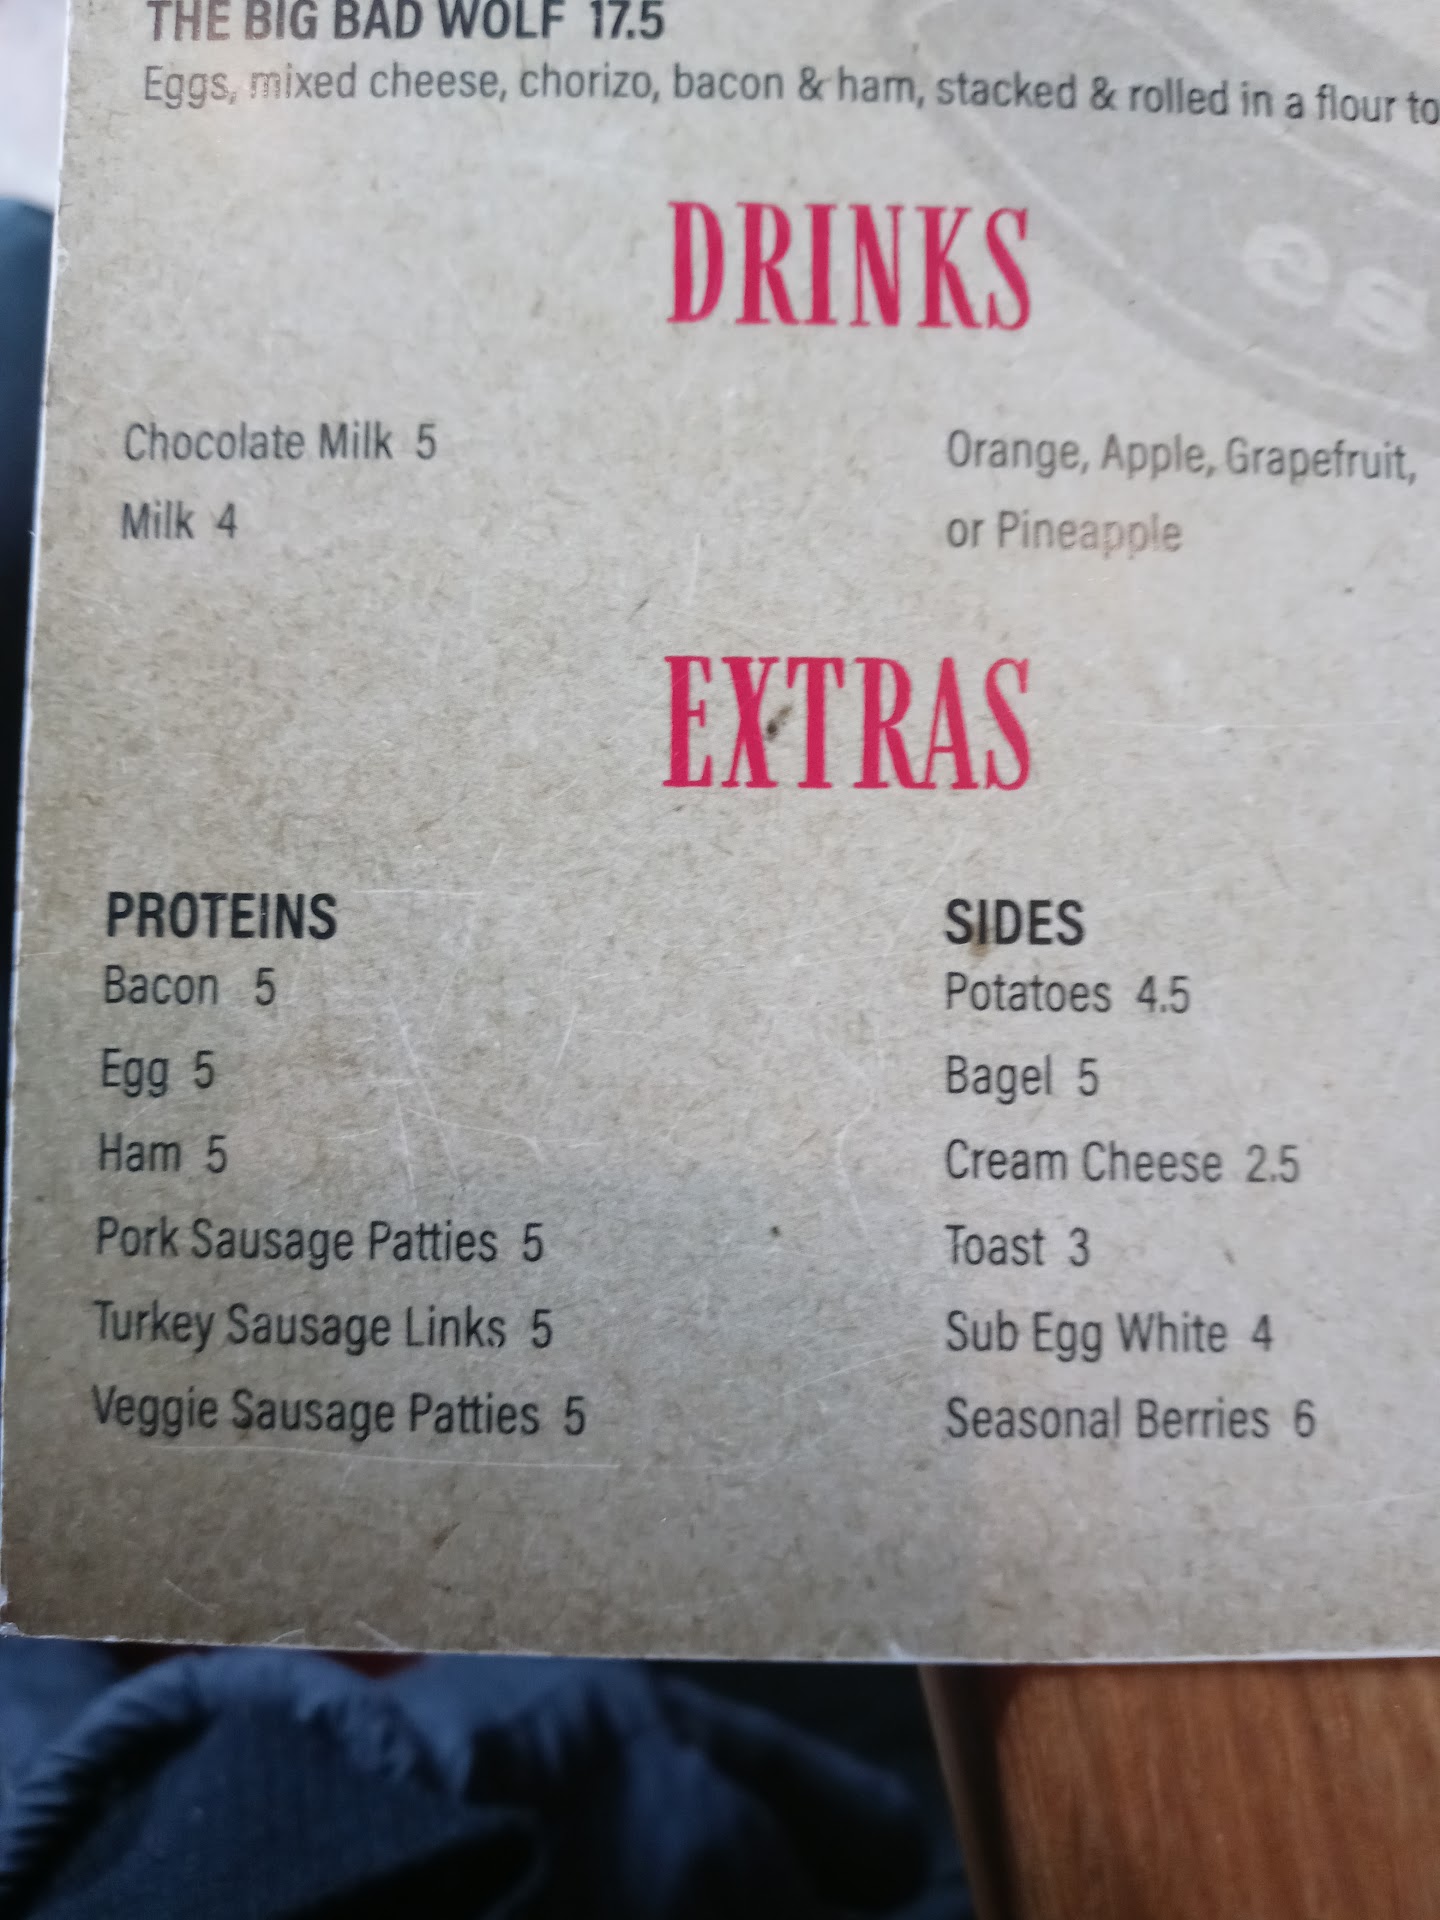 THE BIG BAD WOLF 17.5
Eggs, mixed cheese, chorizo, bacon & ham, stacked & rolled in a flour to
DRINKS
Chocolate Milk 5
Milk 4
Orange, Apple, Grapefruit,
or Pineapple
EXTRAS
PROTEINS
Bacon 5
Egg 5
Ham 5
Pork Sausage Patties 5
Turkey Sausage Links 5
Veggie Sausage Patties 5
SIDES
Potatoes 4.5
Bagel 5
Cream Cheese 2.5
Toast 3
Sub Egg White 4
Seasonal Berries 6